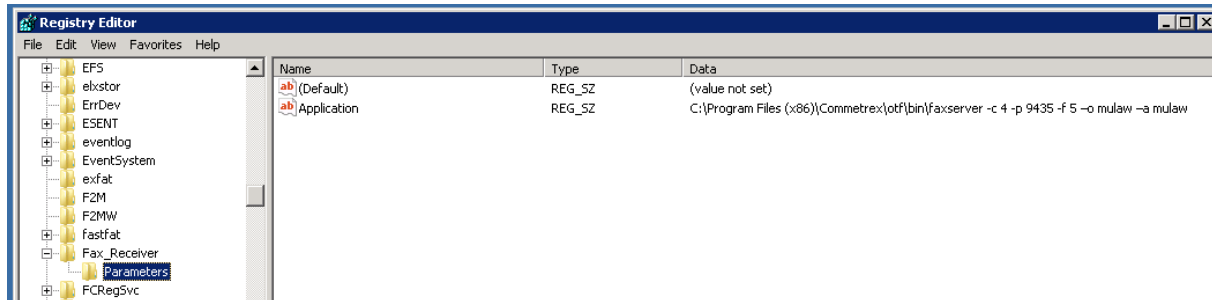 Registry Editor
File Edit View Favorites Help
EFS
elxstor
ErrDev
ESENT
eventlog
EventSystem
exfat
F2M
F2MW
fastfat
Fax_Receiver
Parameters
FCRegSvc
Name Type Data
ab (Default) REG_SZ (value not set)
ab Application REG_SZ C:\Program Files (x86)\Commetrex\otf\bin\faxserver -c 4 -p 9435 -f 5 –o mulaw –a mulaw